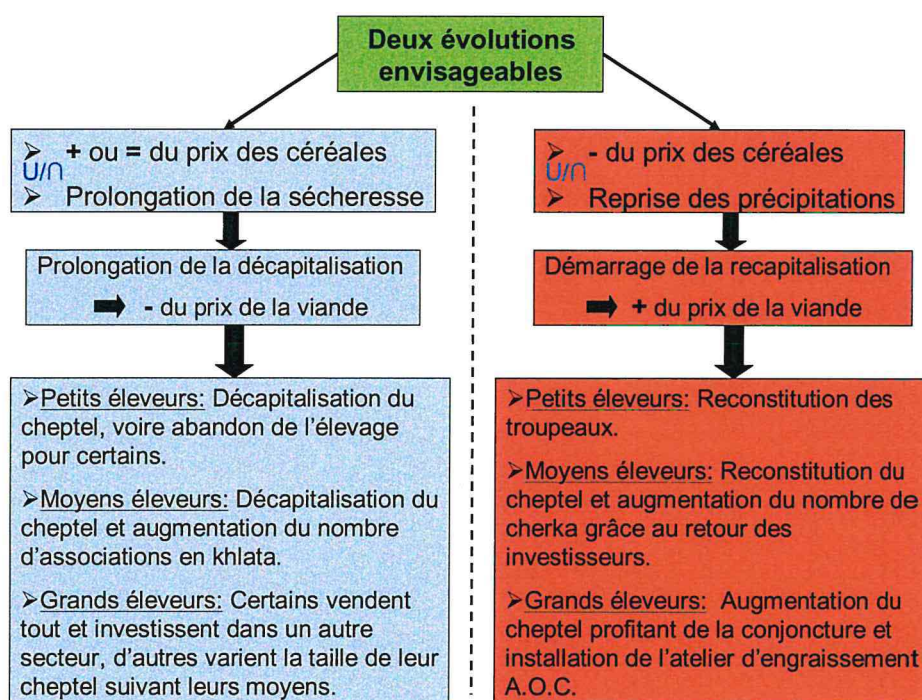 Deux évolutions
envisageables
➢ + ou = du prix des céréales
U/∩
➢ Prolongation de la sécheresse
Prolongation de la décapitalisation
➡ - du prix de la viande
➢Petits éleveurs: Décapitalisation du
cheptel, voire abandon de l'élevage
pour certains.
➢Moyens éleveurs: Décapitalisation du
cheptel et augmentation du nombre
d'associations en khlata.
➢Grands éleveurs: Certains vendent
tout et investissent dans un autre
secteur, d'autres varient la taille de leur
cheptel suivant leurs moyens.
➢ - du prix des céréales
U/∩
➢ Reprise des précipitations
Démarrage de la recapitalisation
➡ + du prix de la viande
➢Petits éleveurs: Reconstitution des
troupeaux.
➢Moyens éleveurs: Reconstitution du
cheptel et augmentation du nombre de
cherka grâce au retour des
investisseurs.
➢Grands éleveurs: Augmentation du
cheptel profitant de la conjoncture et
installation de l'atelier d'engraissement
A.O.C.